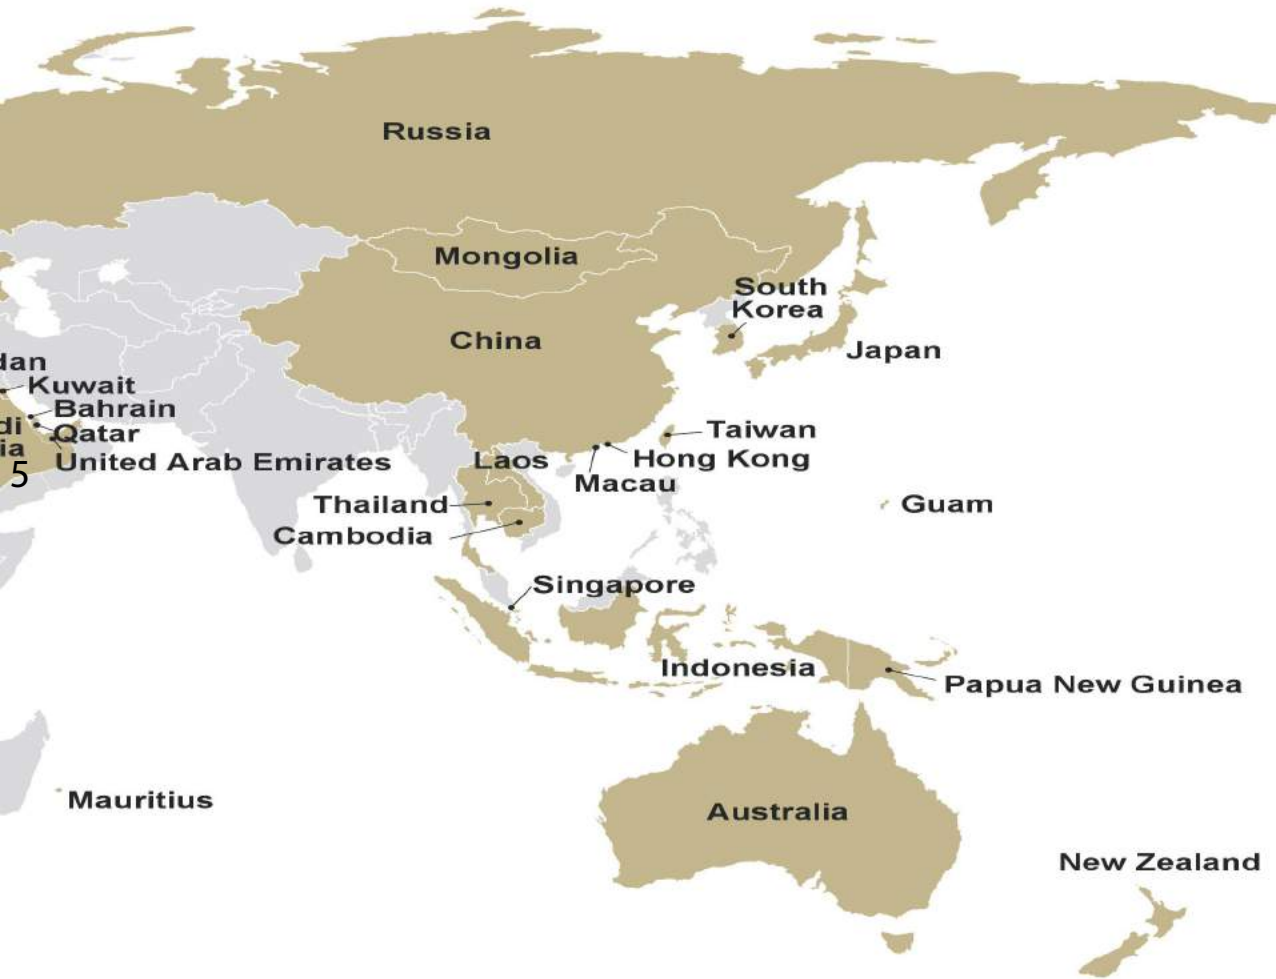 Russia
Mongolia
South
Korea
China
Japan
dan
Kuwait
Bahrain
di
Qatar
ia
United Arab Emirates
5
Taiwan
Hong Kong
Macau
Laos
Thailand
Cambodia
Guam
Singapore
Indonesia
Papua New Guinea
Mauritius
Australia
New Zealand